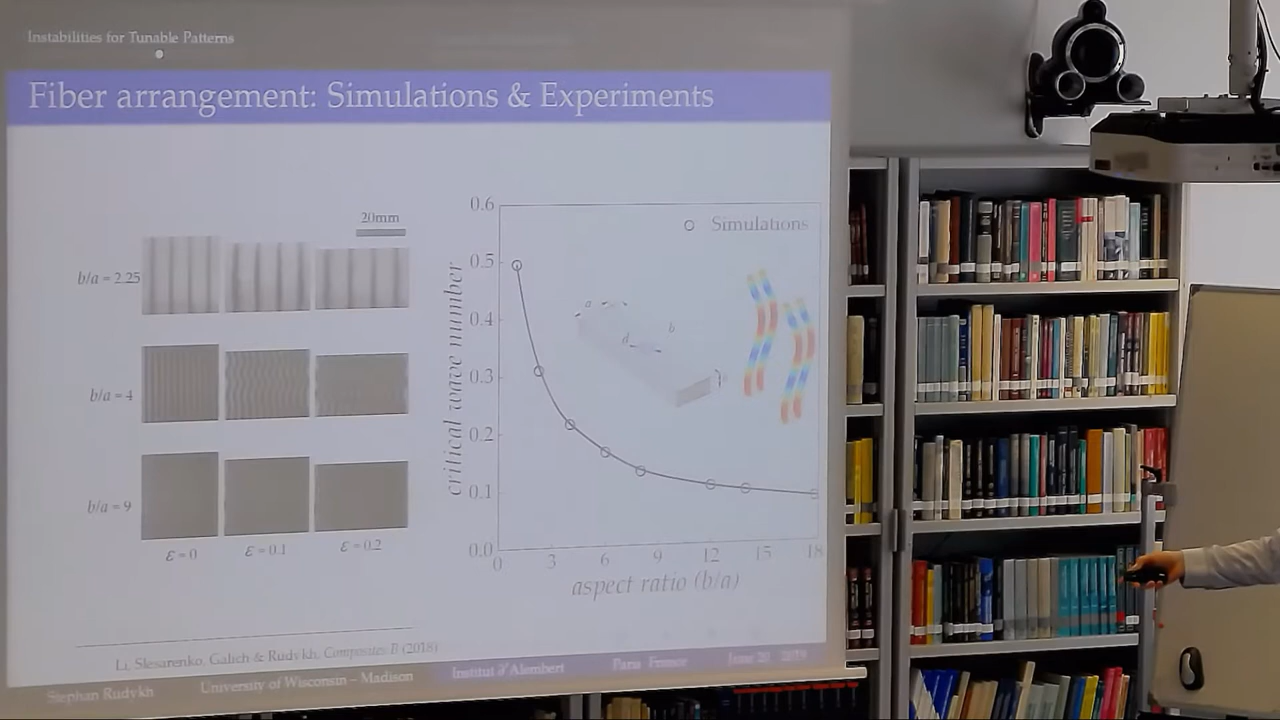 Instabilities for Tunable Patterns
Fiber arrangement: Simulations & Experiments
20mm
b/a = 2.25
b/a = 4
b/a = 9
ε = 0
ε = 0.1
ε = 0.2
critical wave number
0.6
0.5
0.4
0.3
0.2
0.1
0.0
Simulations
a
b
d
0
3
6
9
12
15
18
aspect ratio (b/a)
Li, Slesarenko, Galich & Rudykh, Composites B (2018)
Stephan Rudykh
University of Wisconsin – Madison
Institut ∂'Alembert
Paris France
June 20 2019